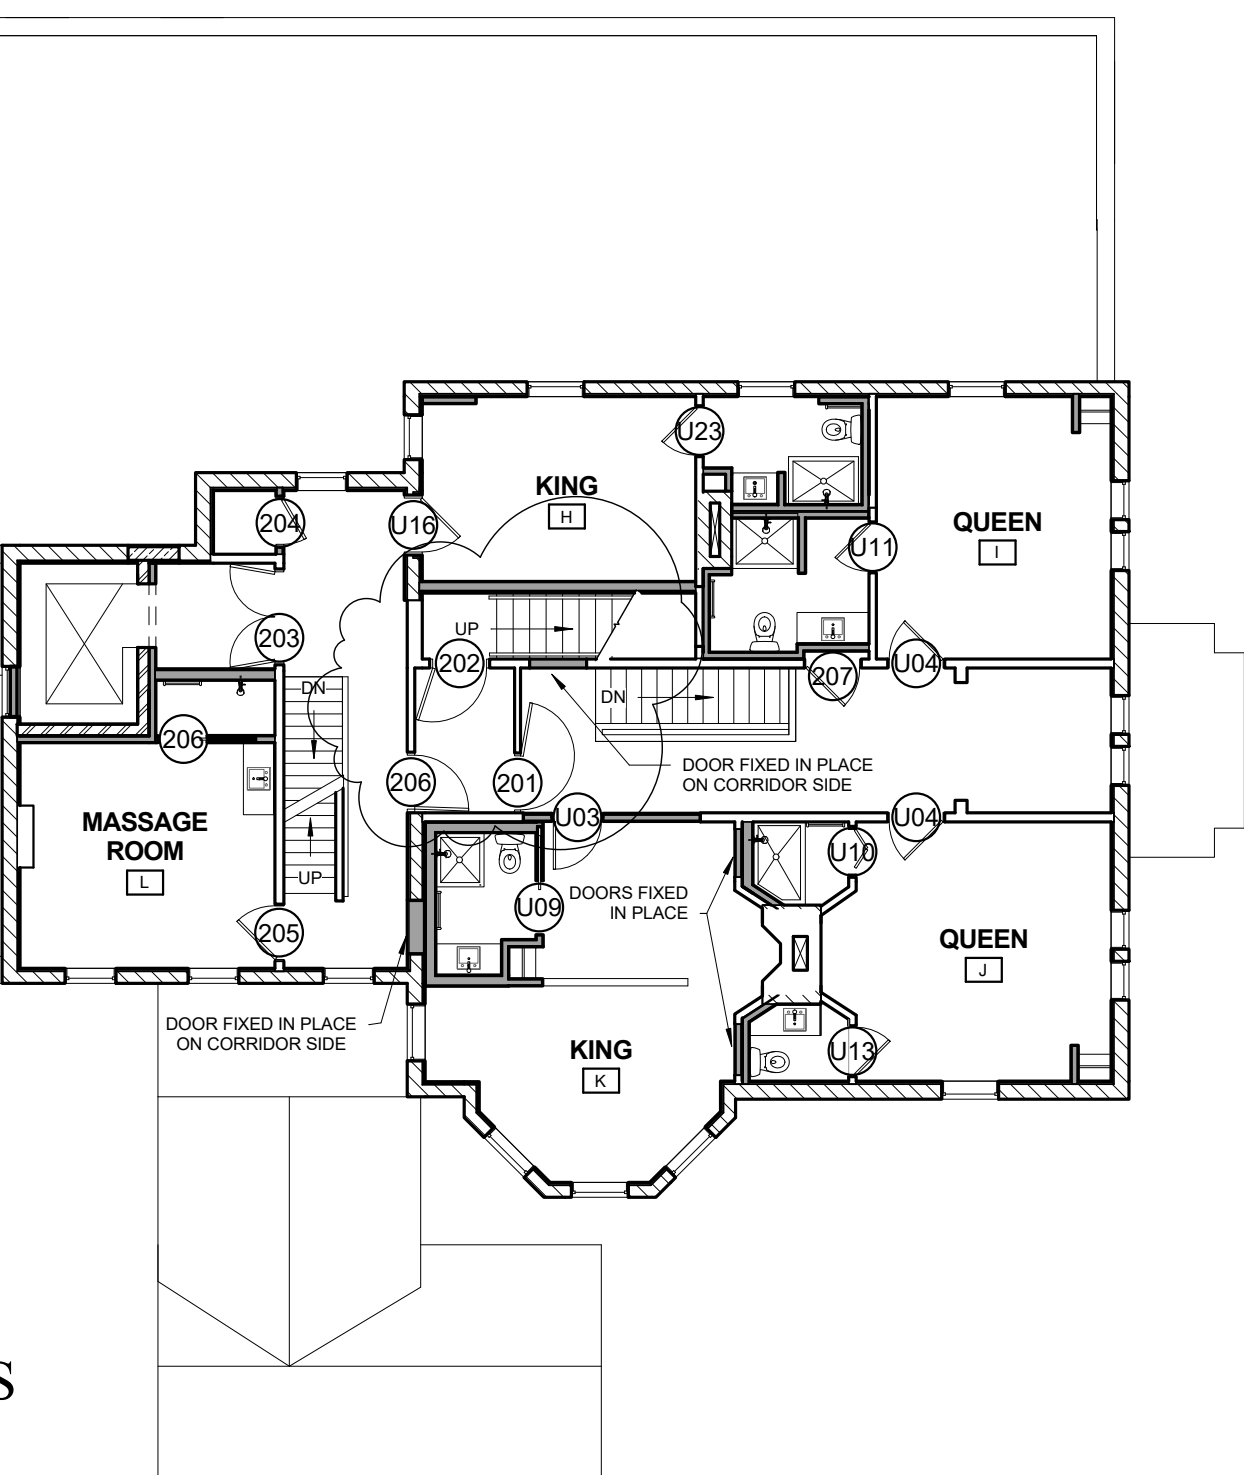 U23
KING
H
204
U16
QUEEN
I
U11
UP
203
202
U04
207
DN
DN
206
DOOR FIXED IN PLACE
ON CORRIDOR SIDE
206
201
MASSAGE
ROOM
L
U03
U04
U10
UP
DOORS FIXED
IN PLACE
U09
205
QUEEN
J
DOOR FIXED IN PLACE
ON CORRIDOR SIDE
KING
K
U13
S